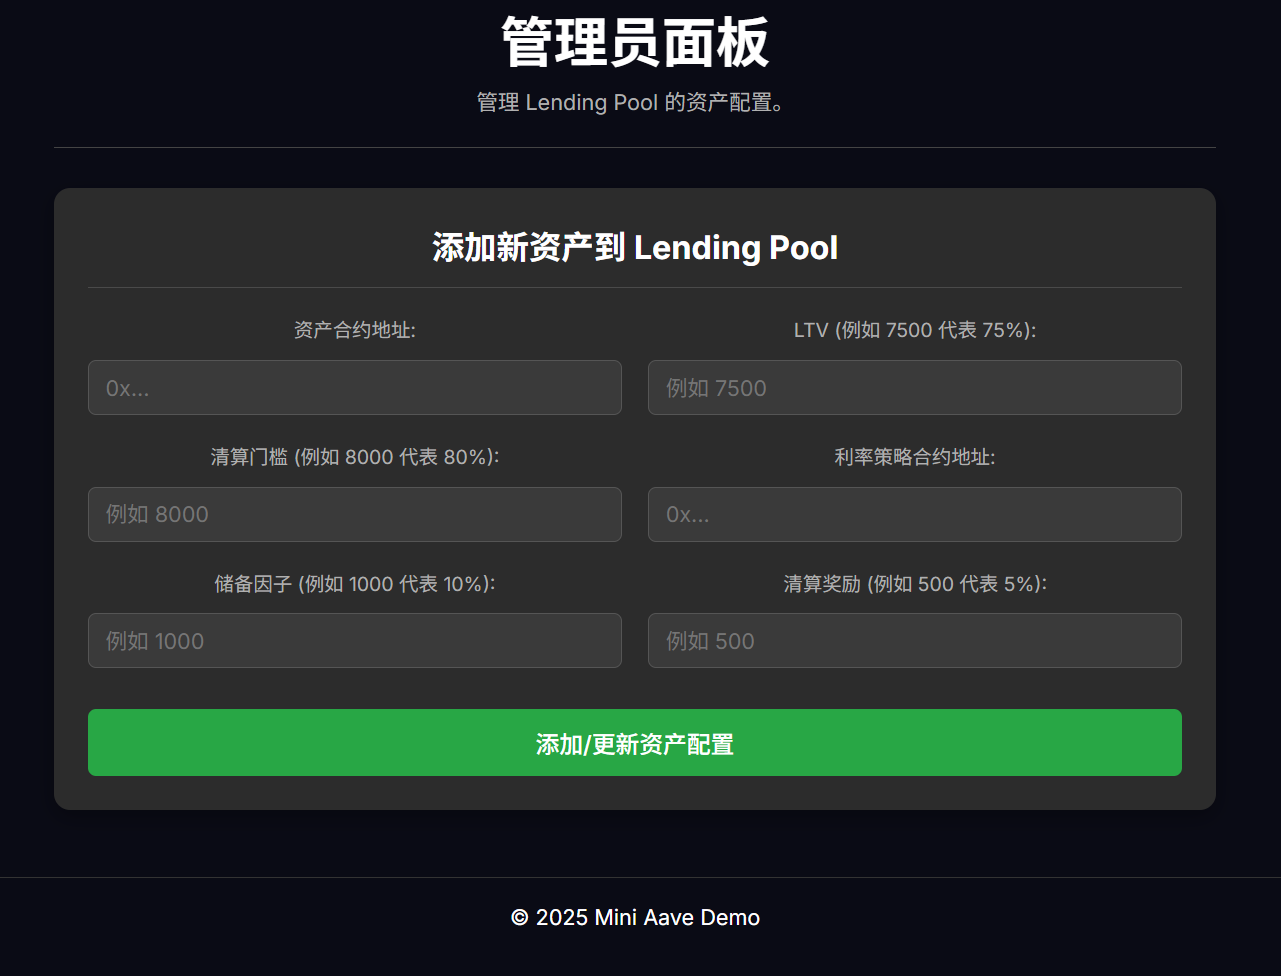 管理员面板
管理 Lending Pool 的资产配置。
添加新资产到 Lending Pool
资产合约地址:
LTV (例如 7500 代表 75%):
0x...
例如 7500
清算门槛 (例如 8000 代表 80%):
利率策略合约地址:
例如 8000
0x...
储备因子 (例如 1000 代表 10%):
清算奖励 (例如 500 代表 5%):
例如 1000
例如 500
添加/更新资产配置
© 2025 Mini Aave Demo